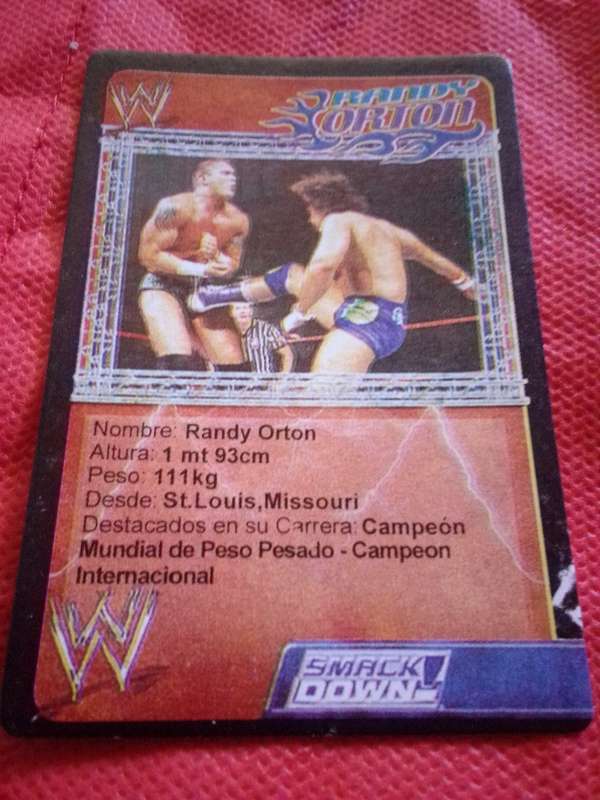 W
RANDY
ORTON
Nombre: Randy Orton
Altura: 1 mt 93cm
Peso: 111kg
Desde: St.Louis,Missouri
Destacados en su Carrera: Campeón
Mundial de Peso Pesado - Campeon
Internacional
W
SMACK
DOWN!